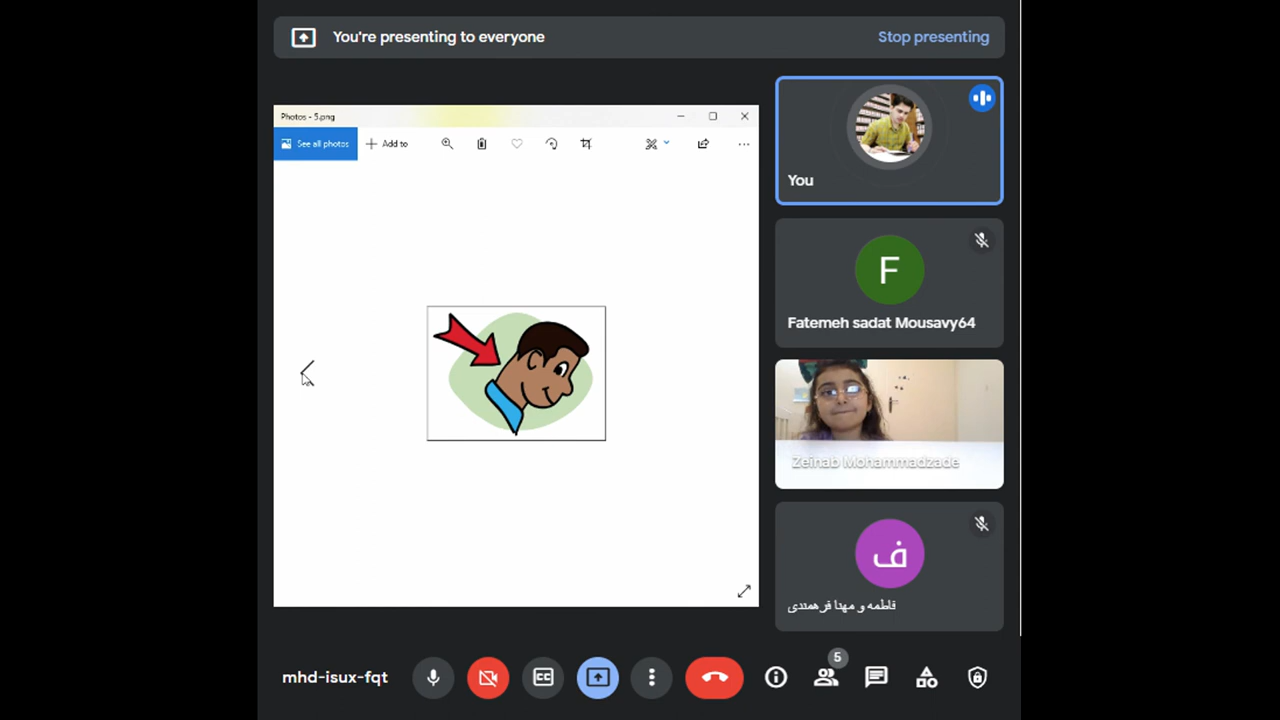 You're presenting to everyone
Stop presenting
Photos - 5.png
See all photos
Add to
You
F
Fatemeh sadat Mousavy64
Zeinab Mohammadzade
ف
فاطمه و مهدا فرهمندی
5
mhd-isux-fqt
CC